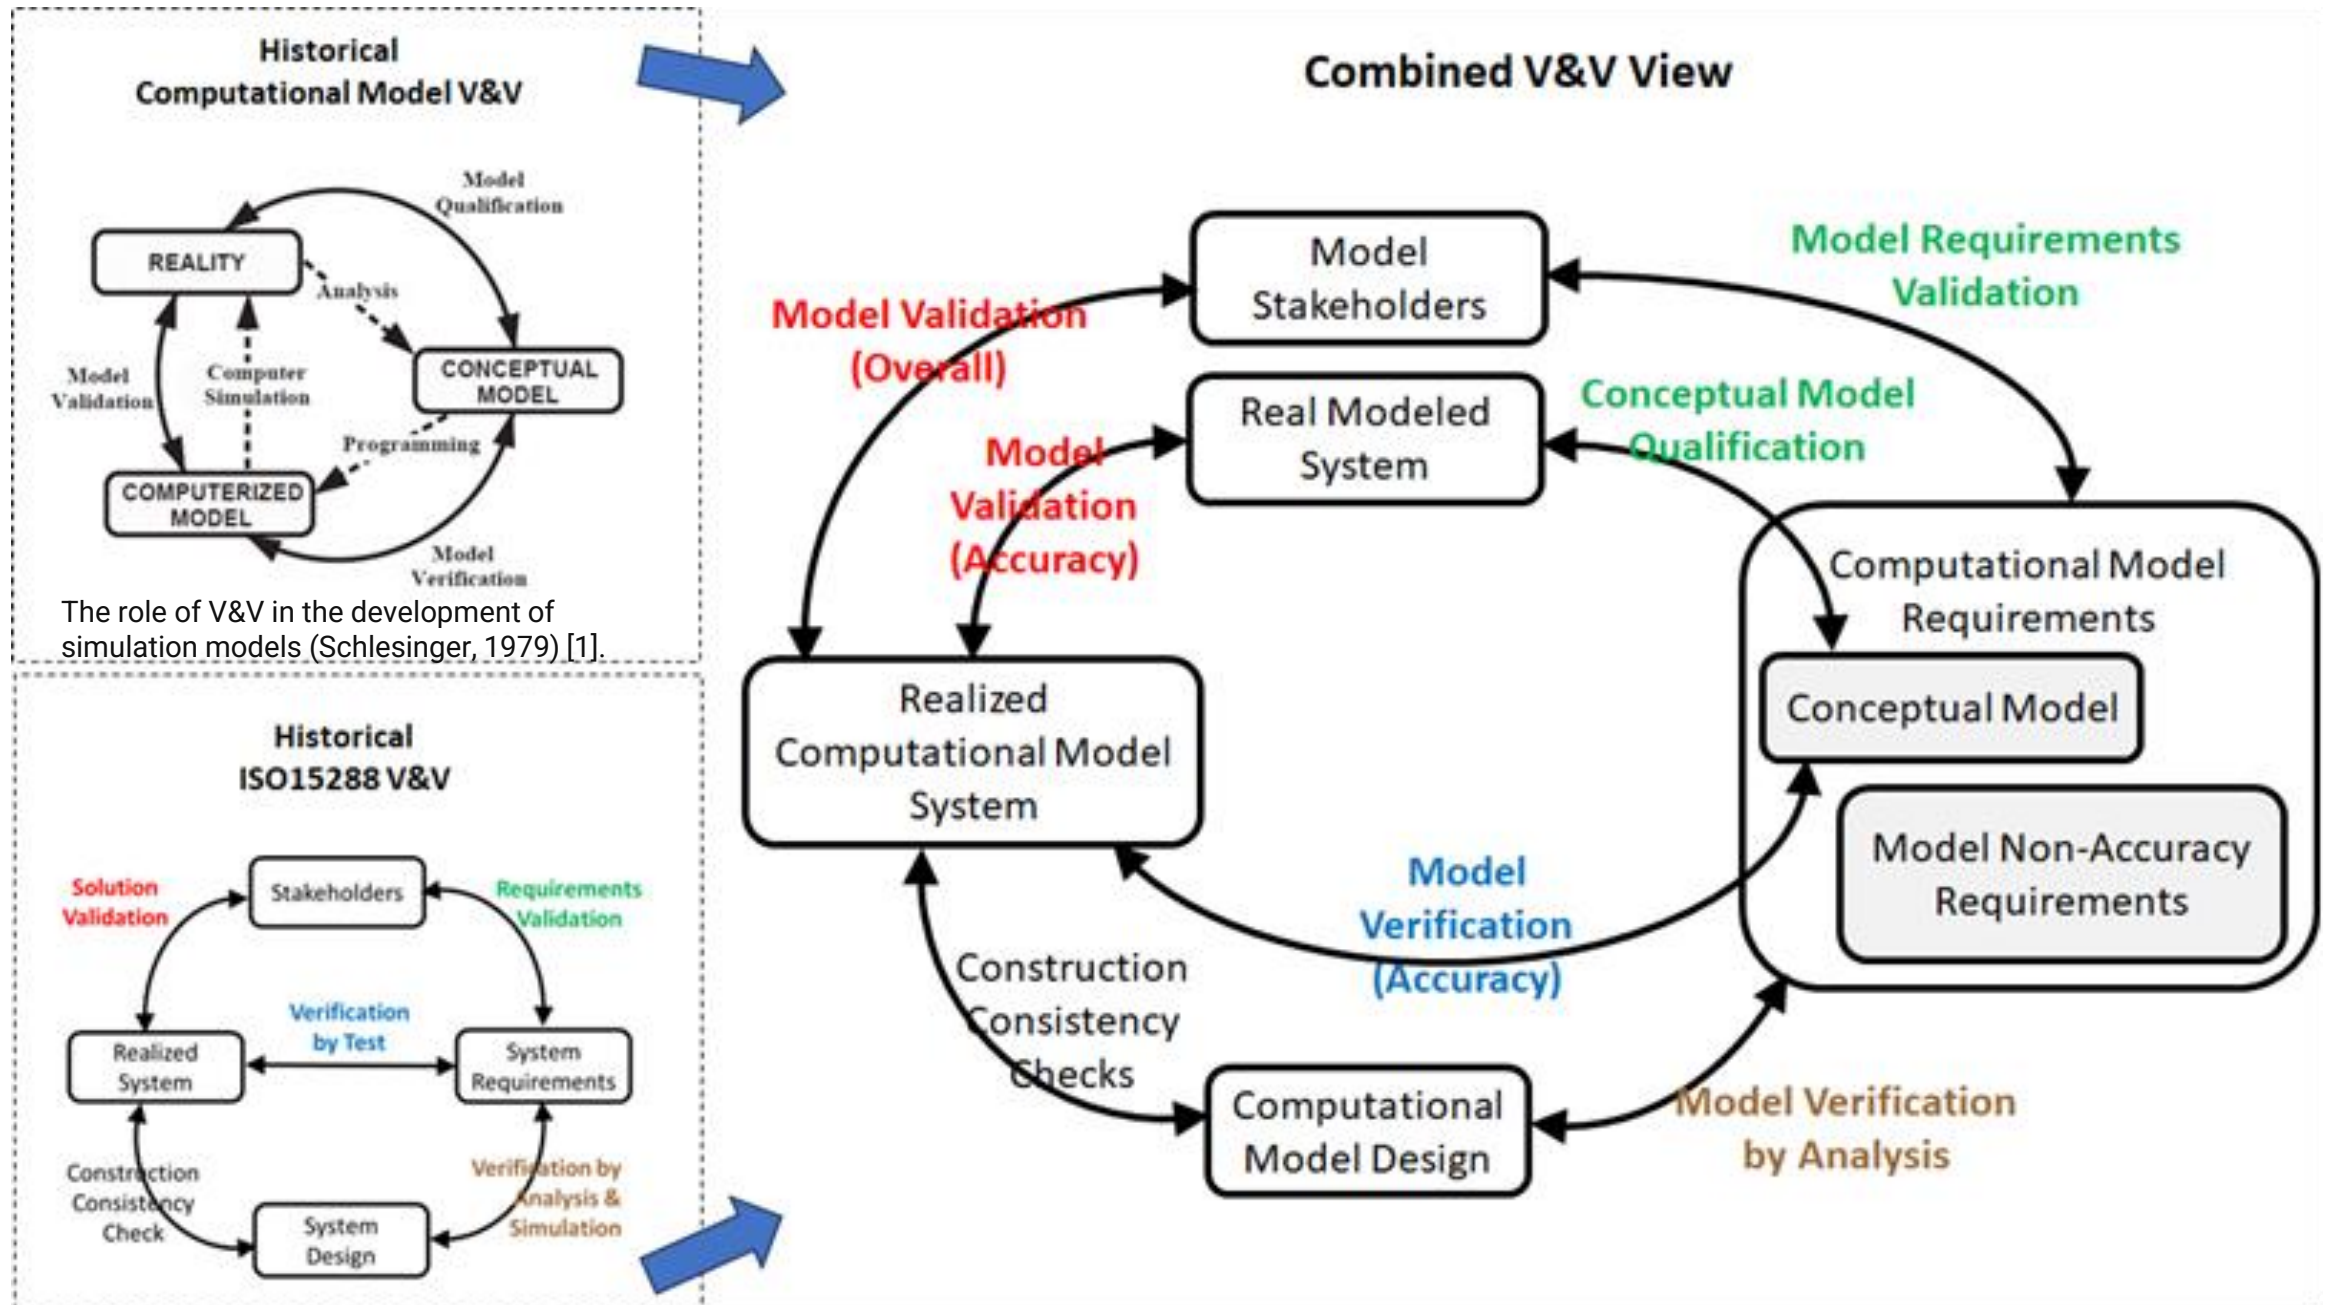 Historical
Computational Model V&V
Model
Qualification
REALITY
Analysis
CONCEPTUAL
MODEL
Model
Validation
Computer
Simulation
Programming
COMPUTERIZED
MODEL
Model
Verification
The role of V&V in the development of
simulation models (Schlesinger, 1979) [1].
Historical
ISO15288 V&V
Solution
Validation
Stakeholders
Requirements
Validation
Verification
by Test
Realized
System
System
Requirements
Construction
Consistency
Check
Verification by
Analysis &
Simulation
System
Design
Combined V&V View
Model
Stakeholders
Model Requirements
Validation
Model Validation
(Overall)
Real Modeled
System
Conceptual Model
Qualification
Model
Validation
(Accuracy)
Computational Model
Requirements
Realized
Computational Model
System
Conceptual Model
Model Non-Accuracy
Requirements
Model
Verification
(Accuracy)
Construction
Consistency
Checks
Computational
Model Design
Model Verification
by Analysis